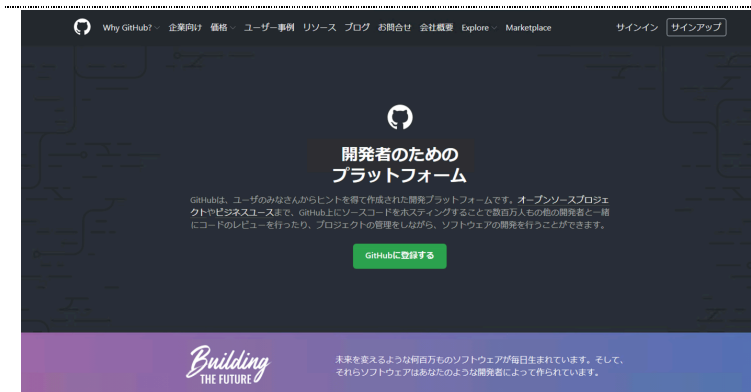 Why GitHub? 企業向け 価格 ユーザー事例 リソース ブログ お問合せ 会社概要 Explore Marketplace サインイン サインアップ
開発者のための
プラットフォーム
GitHubは、ユーザのみなさんからヒントを得て作成された開発プラットフォームです。オープンソースプロジェ
クトやビジネスユースまで、GitHub上にソースコードをホスティングすることで数百万人もの他の開発者と一緒
にコードのレビューを行ったり、プロジェクトの管理をしながら、ソフトウェアの開発を行うことができます。
GitHubに登録する
Building
THE FUTURE
未来を変えるような何百万ものソフトウェアが毎日生まれています。そして、
それらソフトウェアはあなたのような開発者によって作られています。